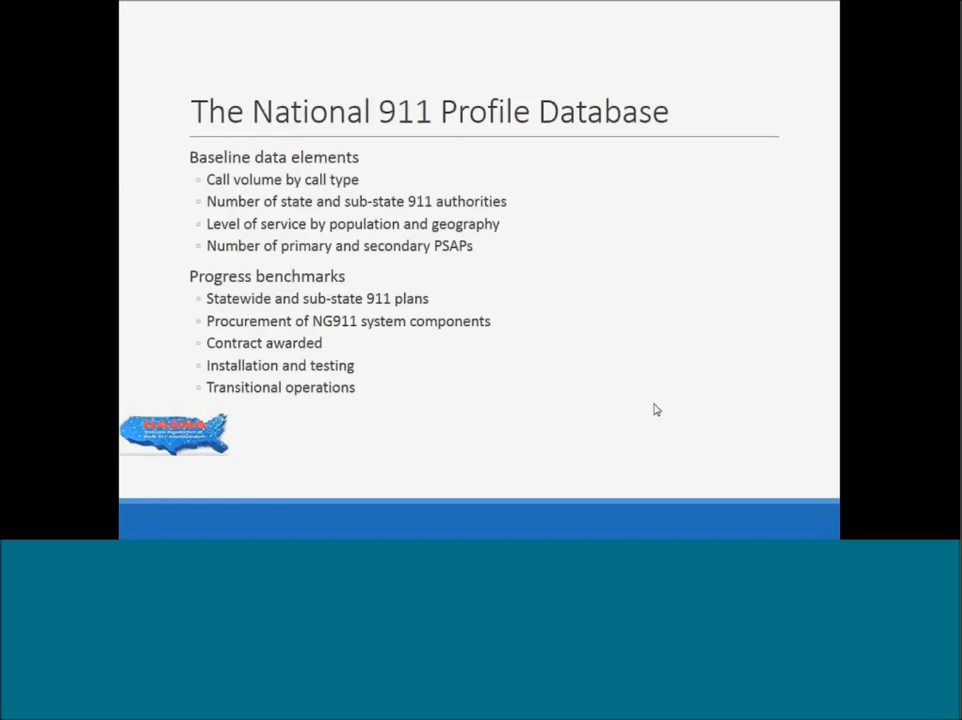 The National 911 Profile Database
Baseline data elements
Call volume by call type
Number of state and sub-state 911 authorities
Level of service by population and geography
Number of primary and secondary PSAPs
Progress benchmarks
Statewide and sub-state 911 plans
Procurement of NG911 system components
Contract awarded
Installation and testing
Transitional operations
NASNA